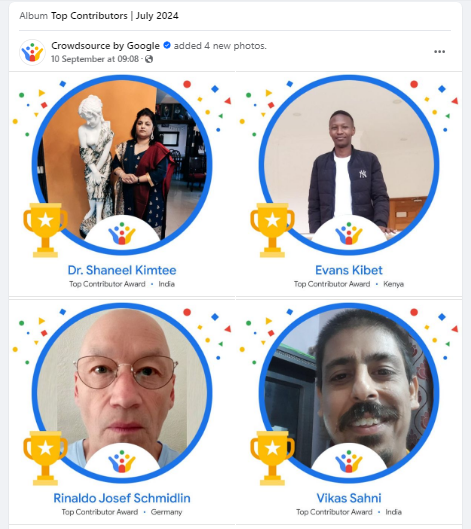 Album Top Contributors | July 2024
Crowdsource by Google added 4 new photos.
10 September at 09:08 ·
Dr. Shaneel Kimtee
Top Contributor Award • India
Evans Kibet
Top Contributor Award • Kenya
Rinaldo Josef Schmidlin
Top Contributor Award • Germany
Vikas Sahni
Top Contributor Award • India